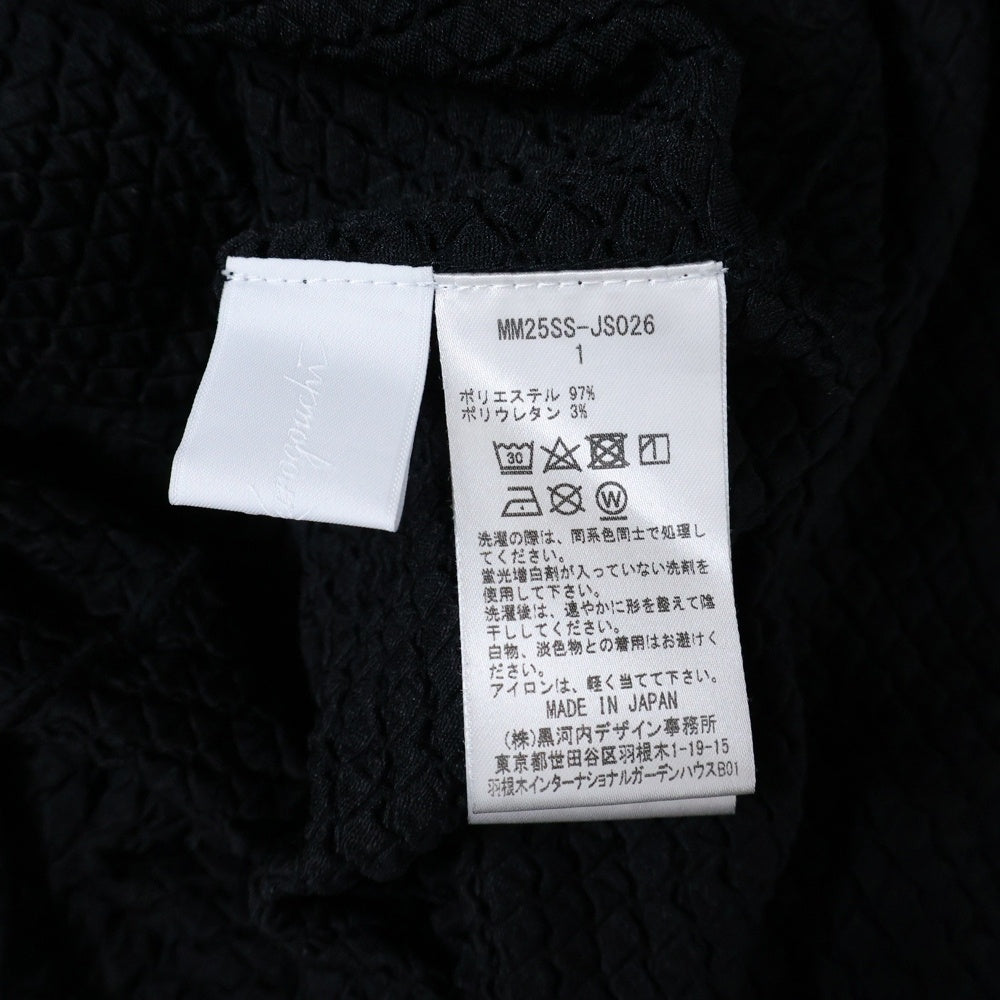 Kurogouchi
MM25SS-JS026
1
ポリエステル 97%
ポリウレタン 3%
30
W
洗濯の際は、同系色同士で処理し
てください。
蛍光増白剤が入っていない洗剤を
使用して下さい。
洗濯後は、速やかに形を整えて陰
干ししてください。
白物、淡色物との着用はお避けく
ださい。
アイロンは、軽く当てて下さい。
MADE IN JAPAN
(株)黒河内デザイン事務所
東京都世田谷区羽根木1-19-15
羽根木インターナショナルガーデンハウスB01